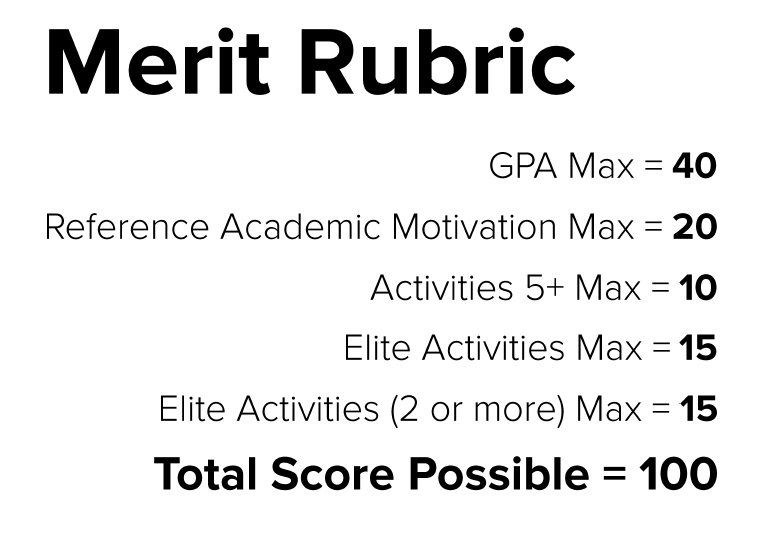 Merit Rubric
GPA Max = 40
Reference Academic Motivation Max = 20
Activities 5+ Max = 10
Elite Activities Max = 15
Elite Activities (2 or more) Max = 15
Total Score Possible = 100